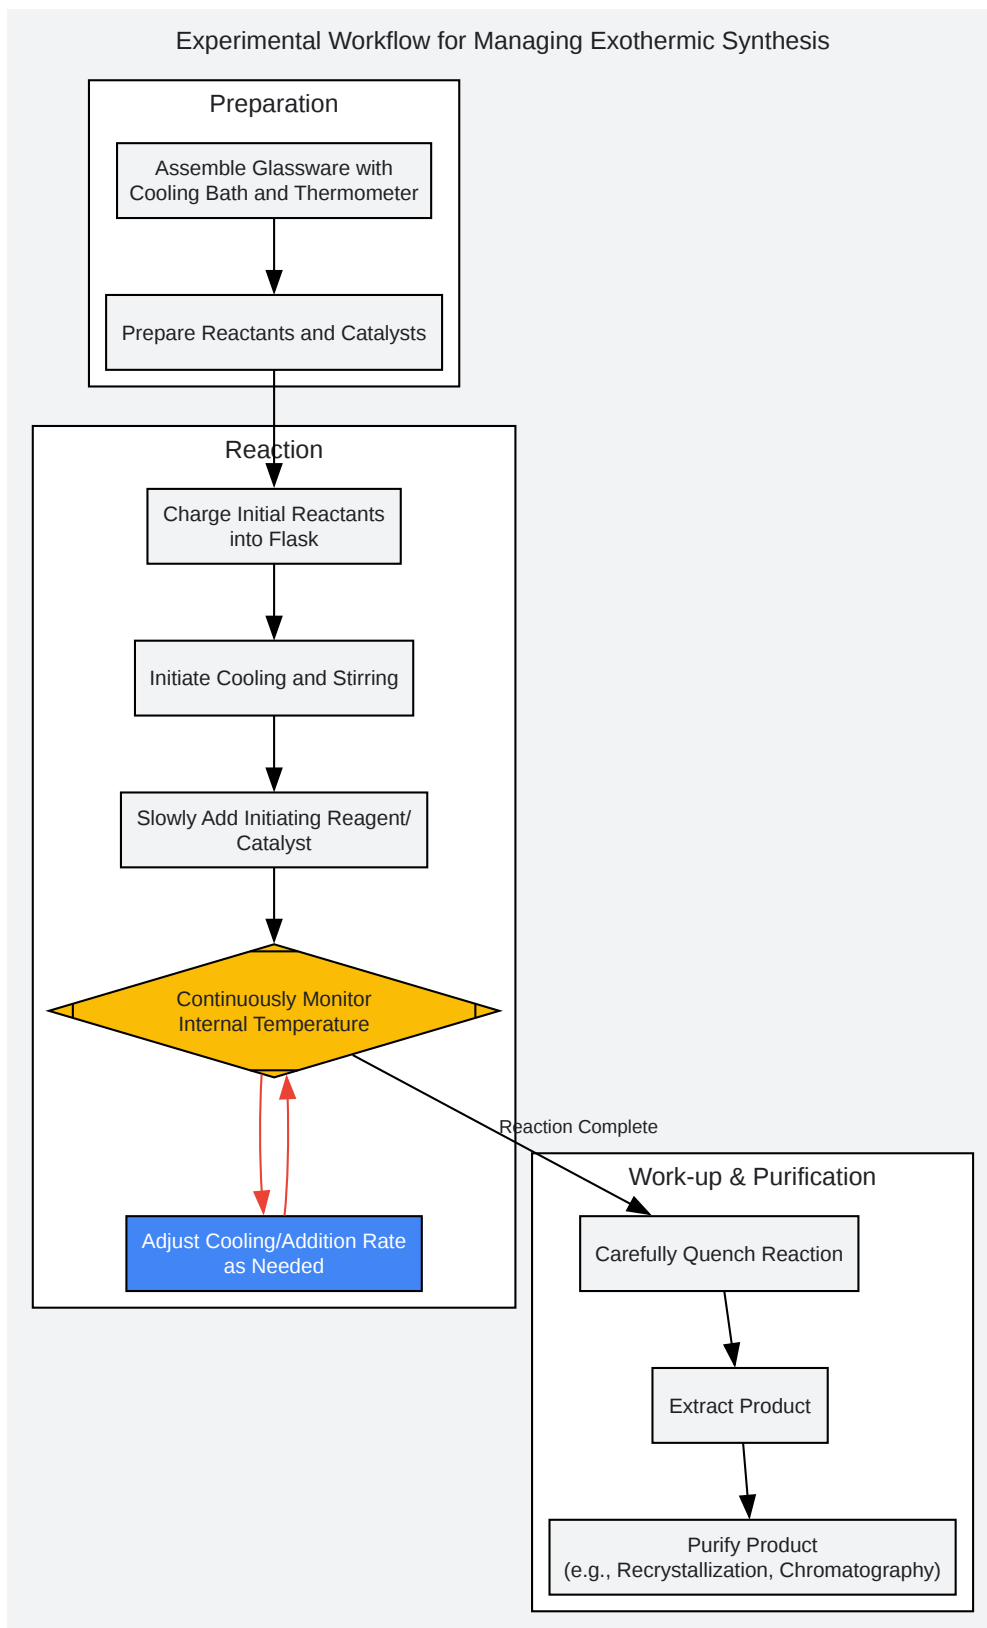 Experimental Workflow for Managing Exothermic Synthesis
Preparation
Assemble Glassware with
Cooling Bath and Thermometer
Prepare Reactants and Catalysts
Reaction
Charge Initial Reactants
into Flask
Initiate Cooling and Stirring
Slowly Add Initiating Reagent/
Catalyst
Continuously Monitor
Internal Temperature
Reaction Complete
Adjust Cooling/Addition Rate
as Needed
Work-up & Purification
Carefully Quench Reaction
Extract Product
Purify Product
(e.g., Recrystallization, Chromatography)